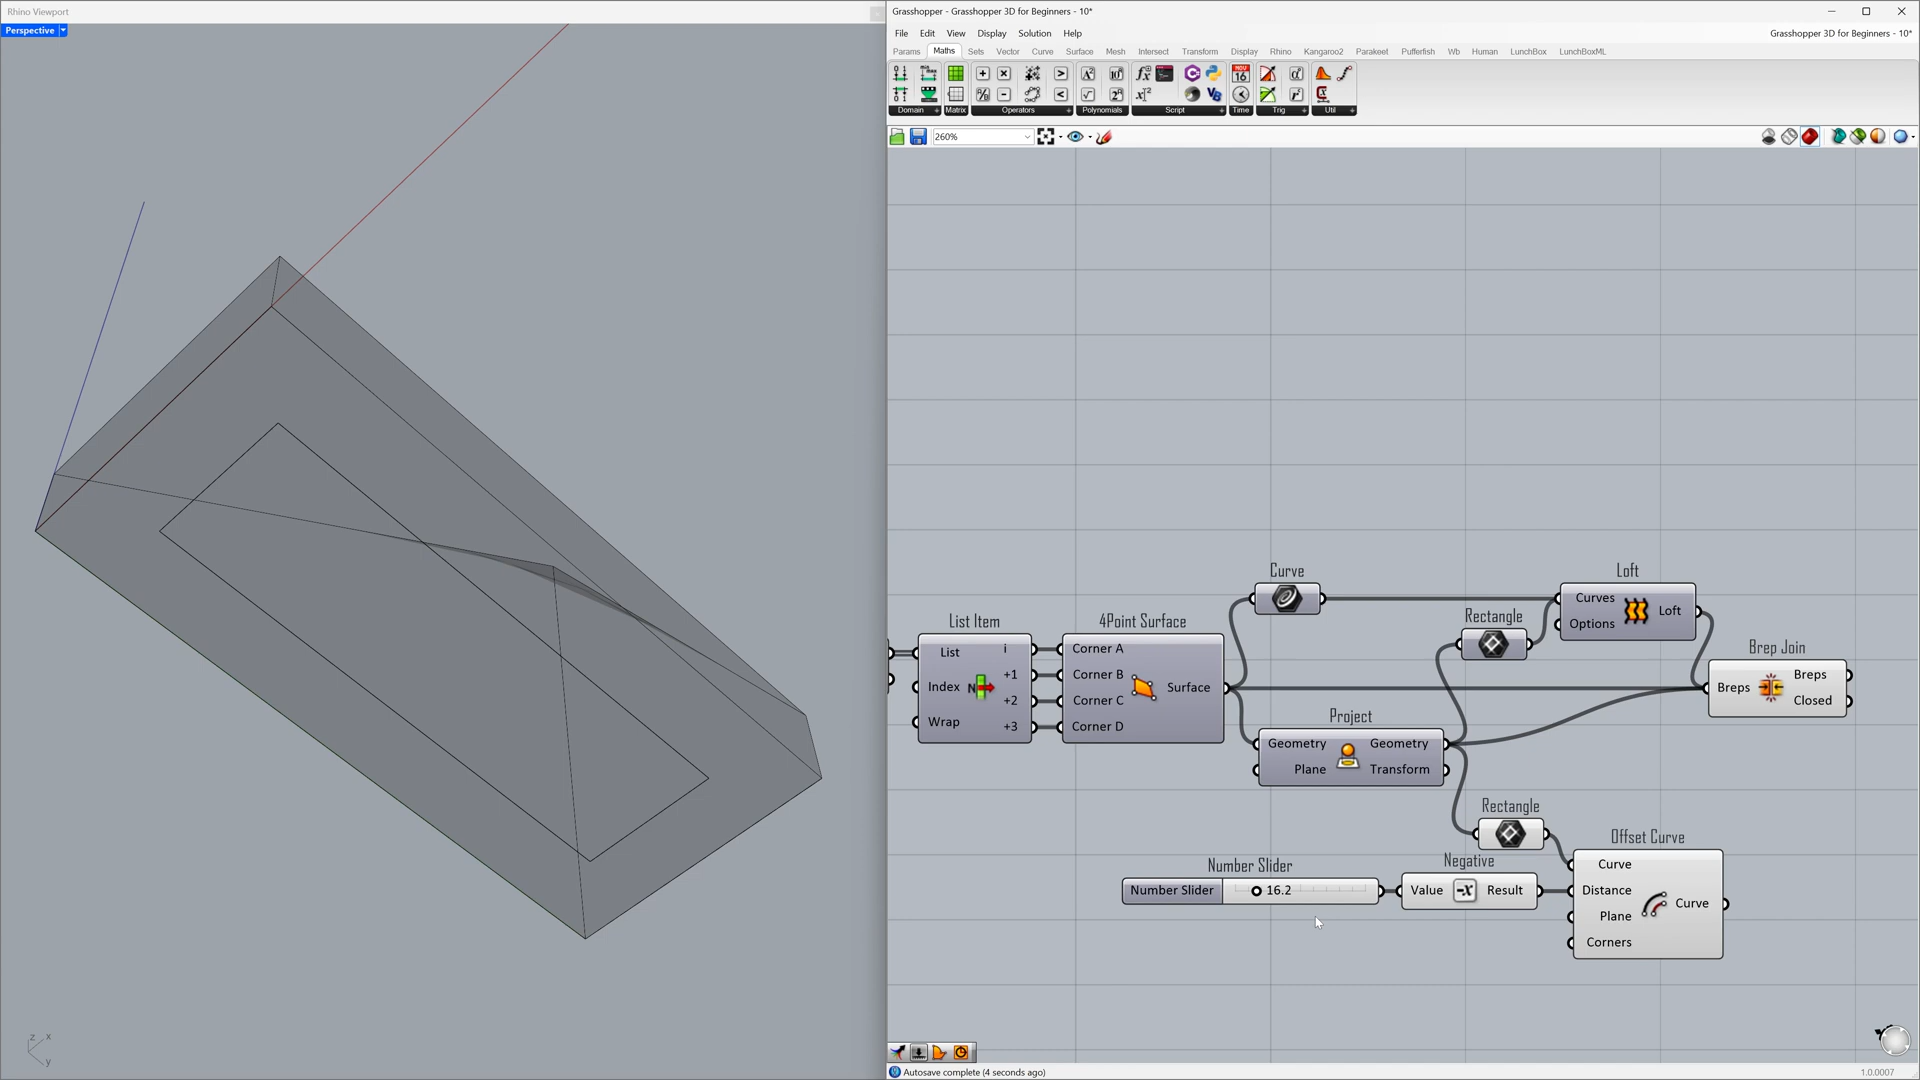 Rhino Viewport
Perspective
Grasshopper - Grasshopper 3D for Beginners - 10*
File Edit View Display Solution Help
Grasshopper 3D for Beginners - 10*
Params Maths Sets Vector Curve Surface Mesh Intersect Transform Display Rhino Kangaroo2 Parakeet Pufferfish Wb Human LunchBox LunchBoxML
Domain Matrix Operators Polynomials Script Time Trig Util
260%
Curve
Loft
Curves
Loft
Options
Rectangle
List Item
List
i
Index
N
+1
+2
Wrap
+3
4Point Surface
Corner A
Corner B
Corner C
Corner D
Surface
Brep Join
Breps
Breps
Closed
Project
Geometry
Geometry
Plane
Transform
Rectangle
Offset Curve
Curve
Distance
Plane
Corners
Curve
Number Slider
Number Slider
16.2
Negative
Value
-X
Result
z x
y
Autosave complete (4 seconds ago)
1.0.0007